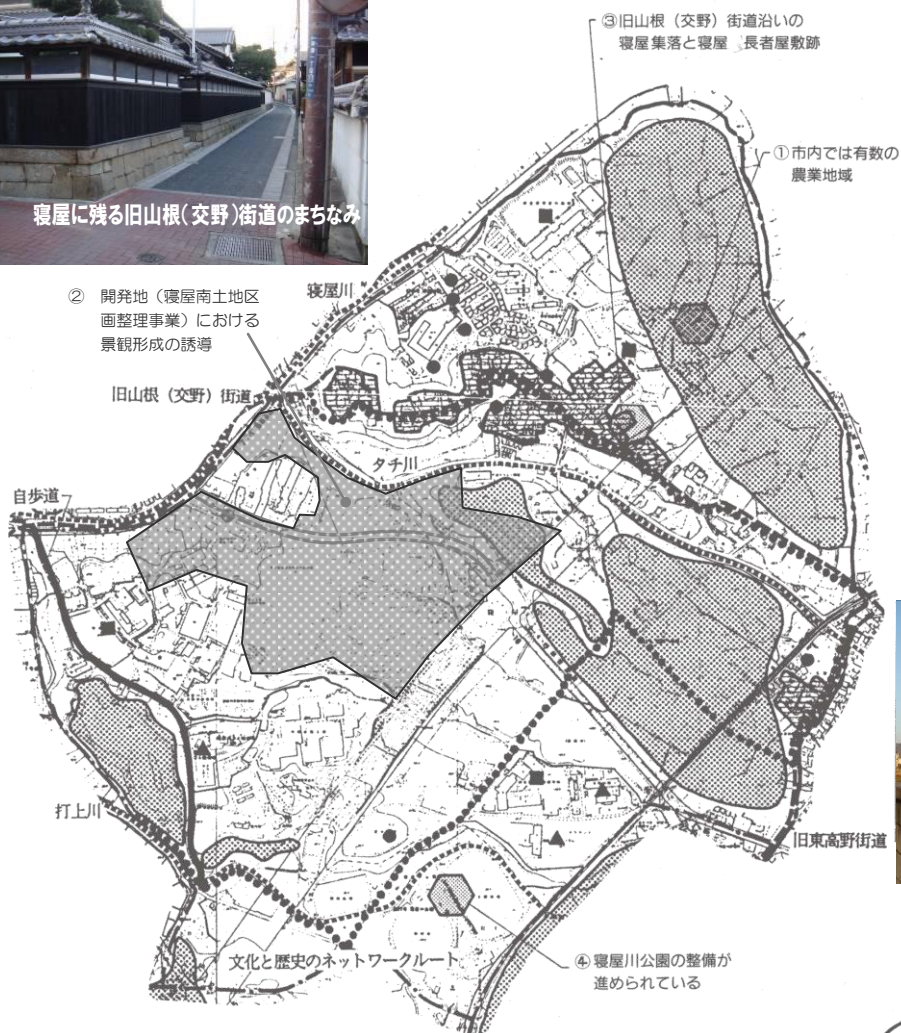 寝屋に残る旧山根(交野)街道のまちなみ
③旧山根（交野）街道沿いの
寝屋集落と寝屋 長者屋敷跡
①市内では有数の
農業地域
② 開発地（寝屋南土地区
画整理事業）における
景観形成の誘導
寝屋川
旧山根（交野）街道
タチ川
自歩道
打上川
旧東高野街道
文化と歴史のネットワークルート
④寝屋川公園の整備が
進められている